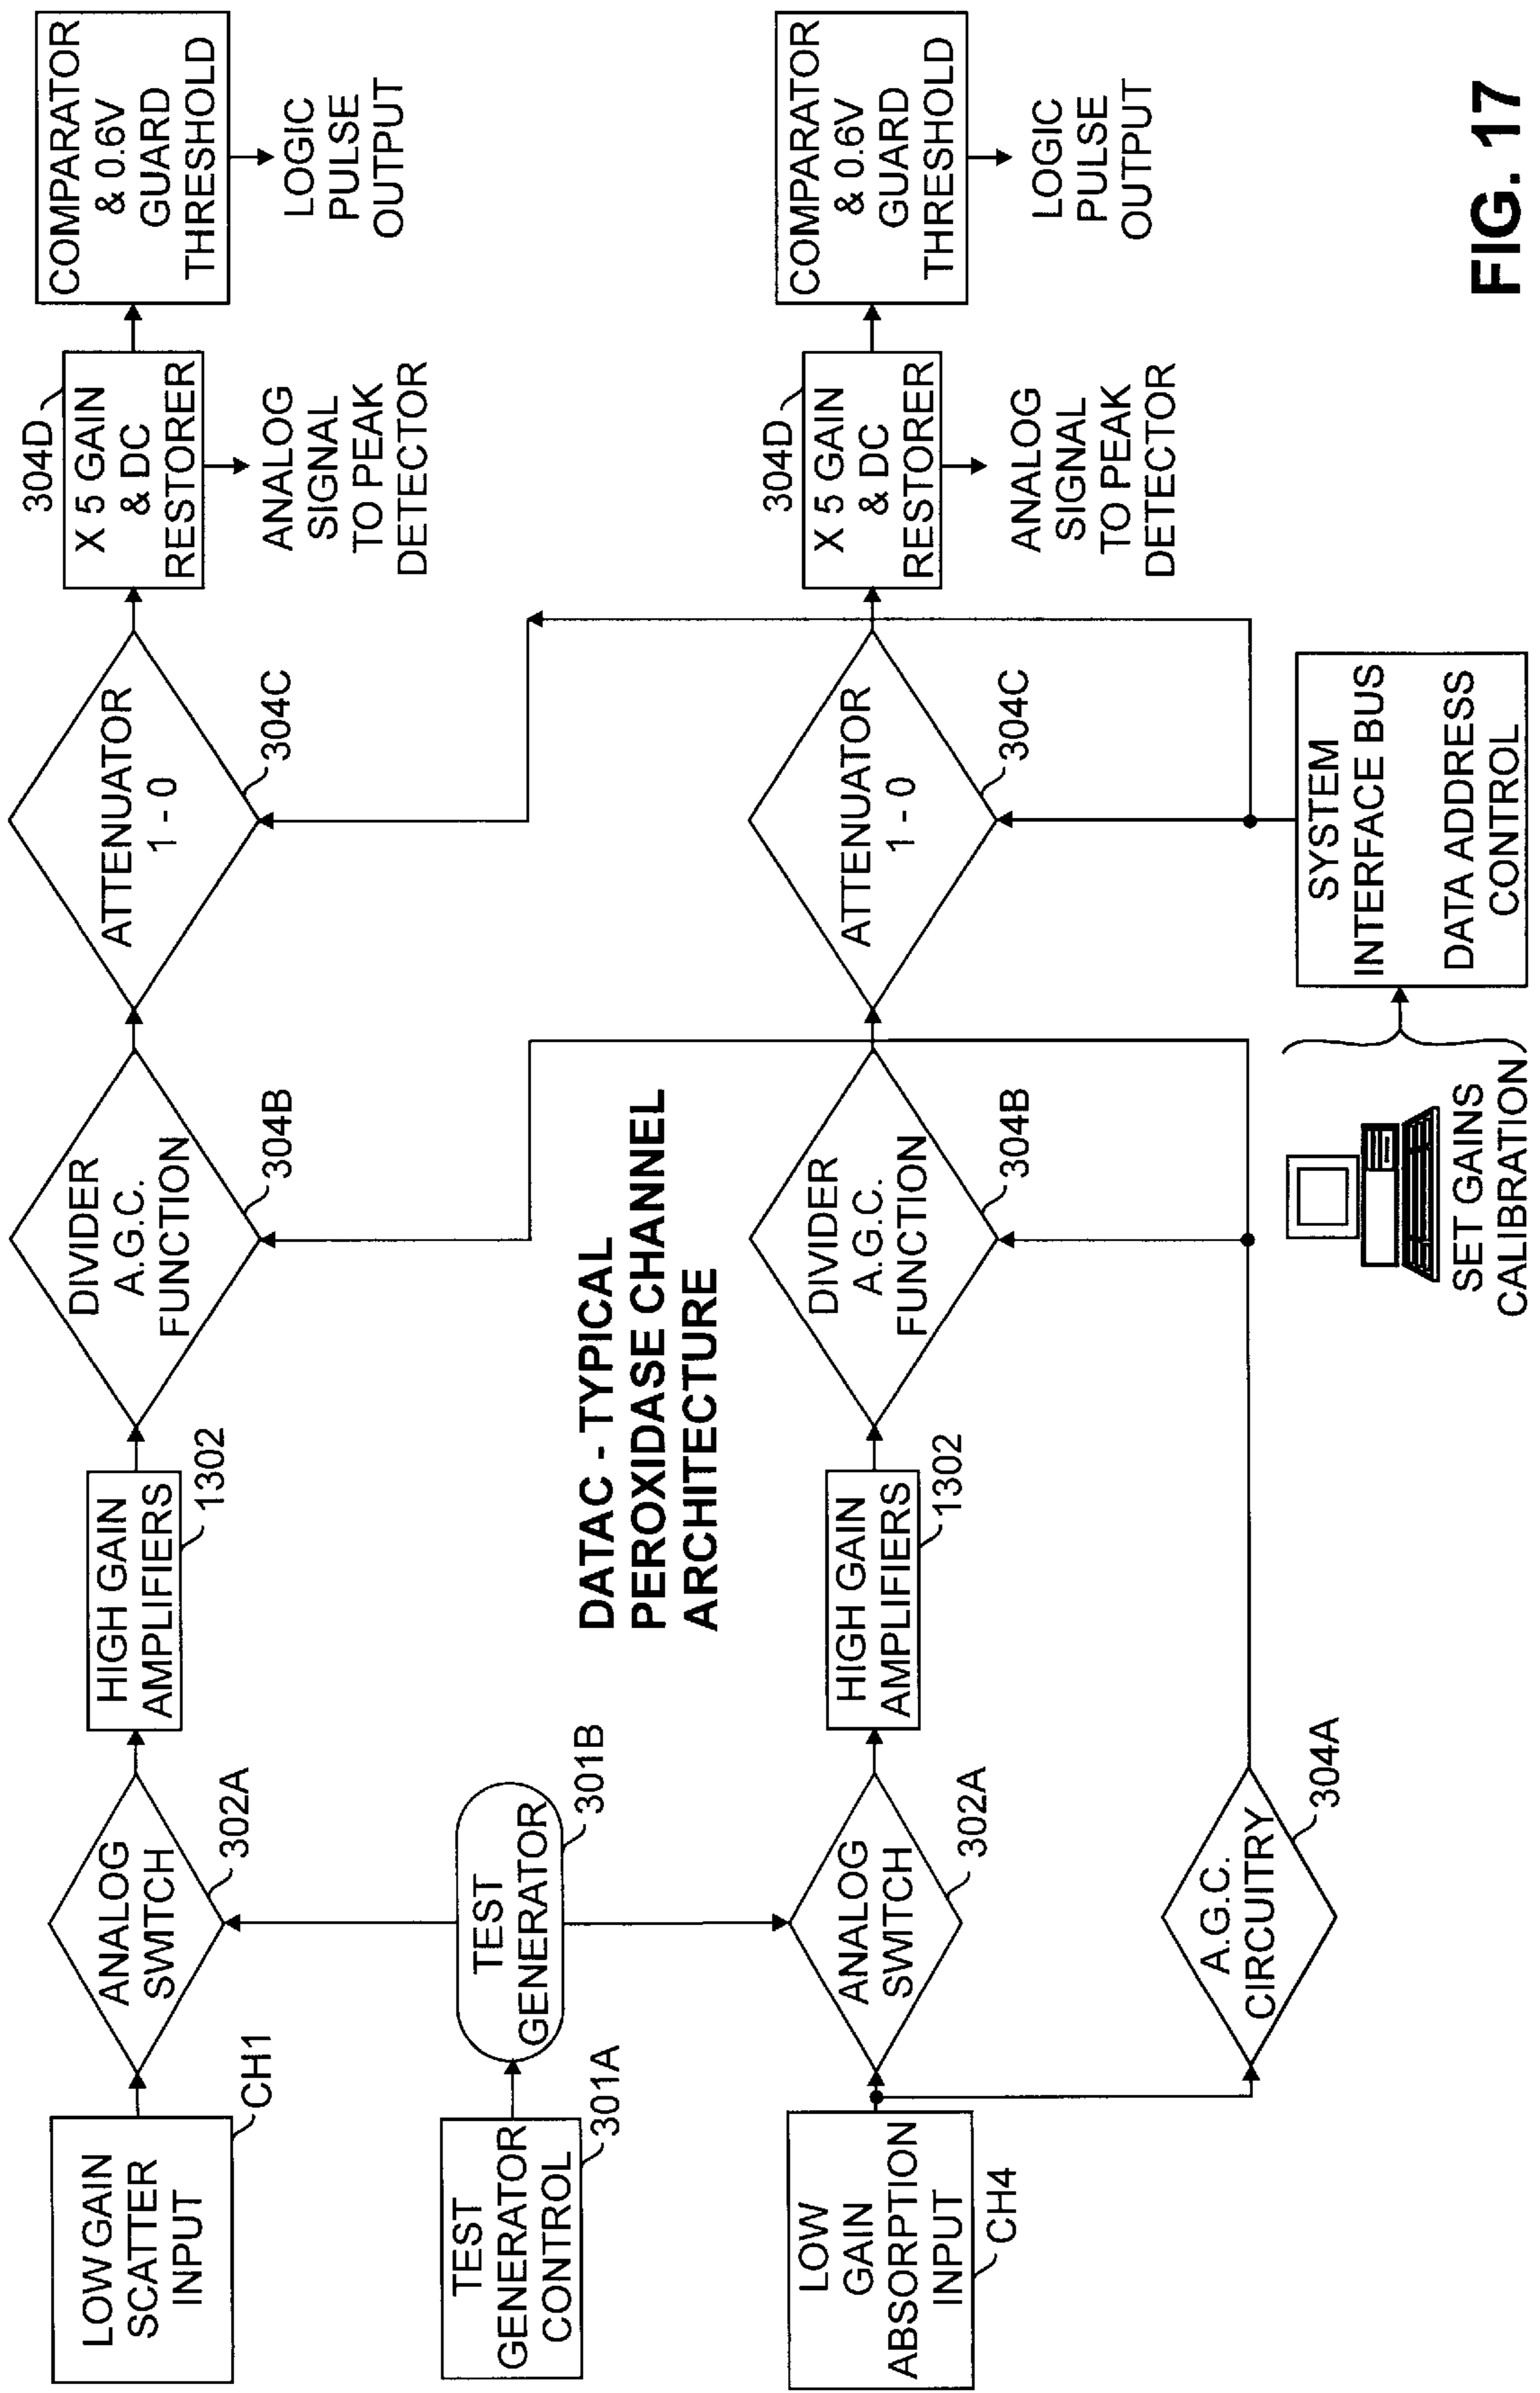 LOW GAIN
SCATTER
INPUT
CH1
ANALOG
SWITCH
302A
HIGH GAIN
AMPLIFIERS
1302
DIVIDER
A.G.C.
FUNCTION
304B
ATTENUATOR
1 - 0
304C
304D
X 5 GAIN
& DC
RESTORER
ANALOG
SIGNAL
TO PEAK
DETECTOR
COMPARATOR
& 0.6V
GUARD
THRESHOLD
LOGIC
PULSE
OUTPUT
TEST
GENERATOR
CONTROL
301A
TEST
GENERATOR
301B
DATAC - TYPICAL
PEROXIDASE CHANNEL
ARCHITECTURE
LOW
GAIN
ABSORPTION
INPUT
CH4
ANALOG
SWITCH
302A
HIGH GAIN
AMPLIFIERS
1302
DIVIDER
A.G.C.
FUNCTION
304B
ATTENUATOR
1 - 0
304C
304D
X 5 GAIN
& DC
RESTORER
ANALOG
SIGNAL
TO PEAK
DETECTOR
COMPARATOR
& 0.6V
GUARD
THRESHOLD
LOGIC
PULSE
OUTPUT
A.G.C.
CIRCUITRY
304A
SET GAINS
CALIBRATION
SYSTEM
INTERFACE BUS
DATA ADDRESS
CONTROL
FIG. 17